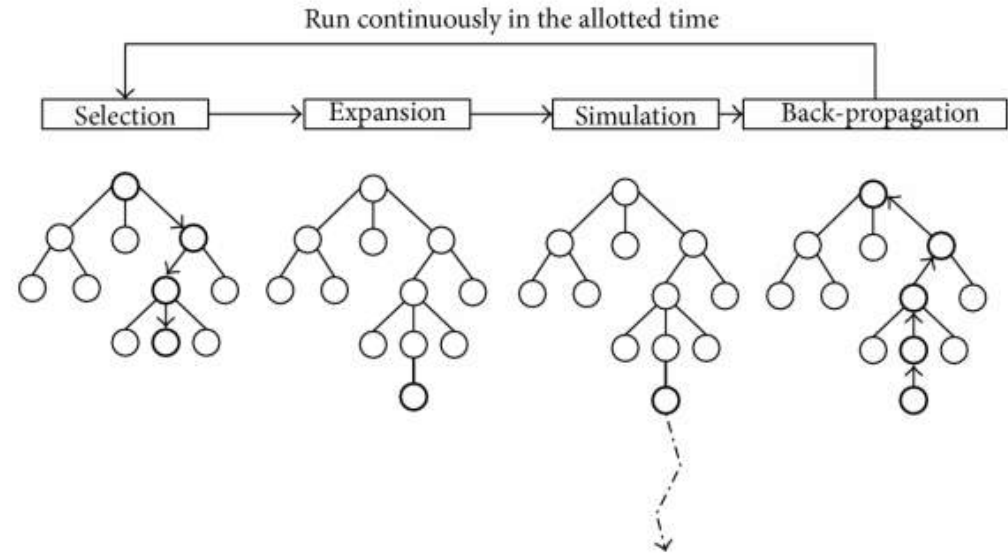 Run continuously in the allotted time
Selection
Expansion
Simulation
Back-propagation